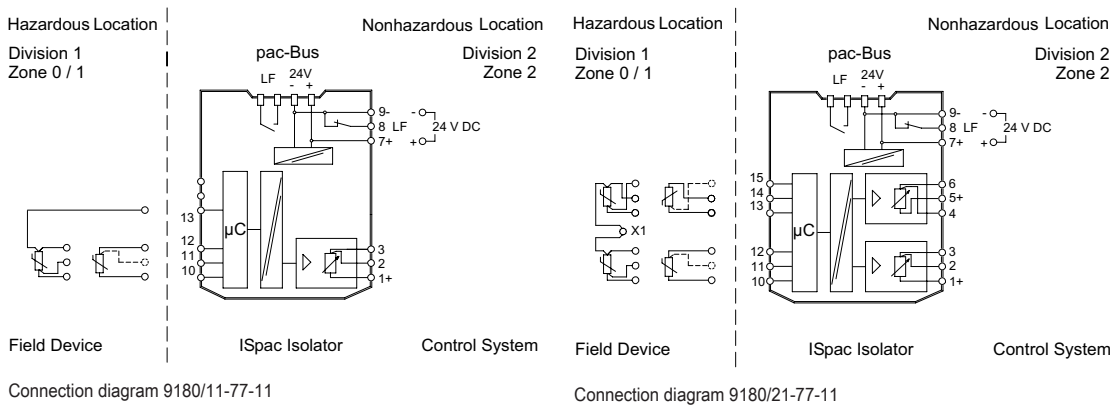 Hazardous Location
Nonhazardous Location
Division 1
Zone 0 / 1
pac-Bus
Division 2
Zone 2
LF
24V
- +
9-
8 LF
7+
-
+
24 V DC
13
12
11
10
µC
3
2
1+
Field Device
ISpac Isolator
Control System
Connection diagram 9180/11-77-11
Hazardous Location
Nonhazardous Location
Division 1
Zone 0 / 1
pac-Bus
Division 2
Zone 2
LF
24V
- +
9-
8 LF
7+
-
+
24 V DC
15
14
13
12
11
10
X1
µC
6
5+
4
3
2
1+
Field Device
ISpac Isolator
Control System
Connection diagram 9180/21-77-11